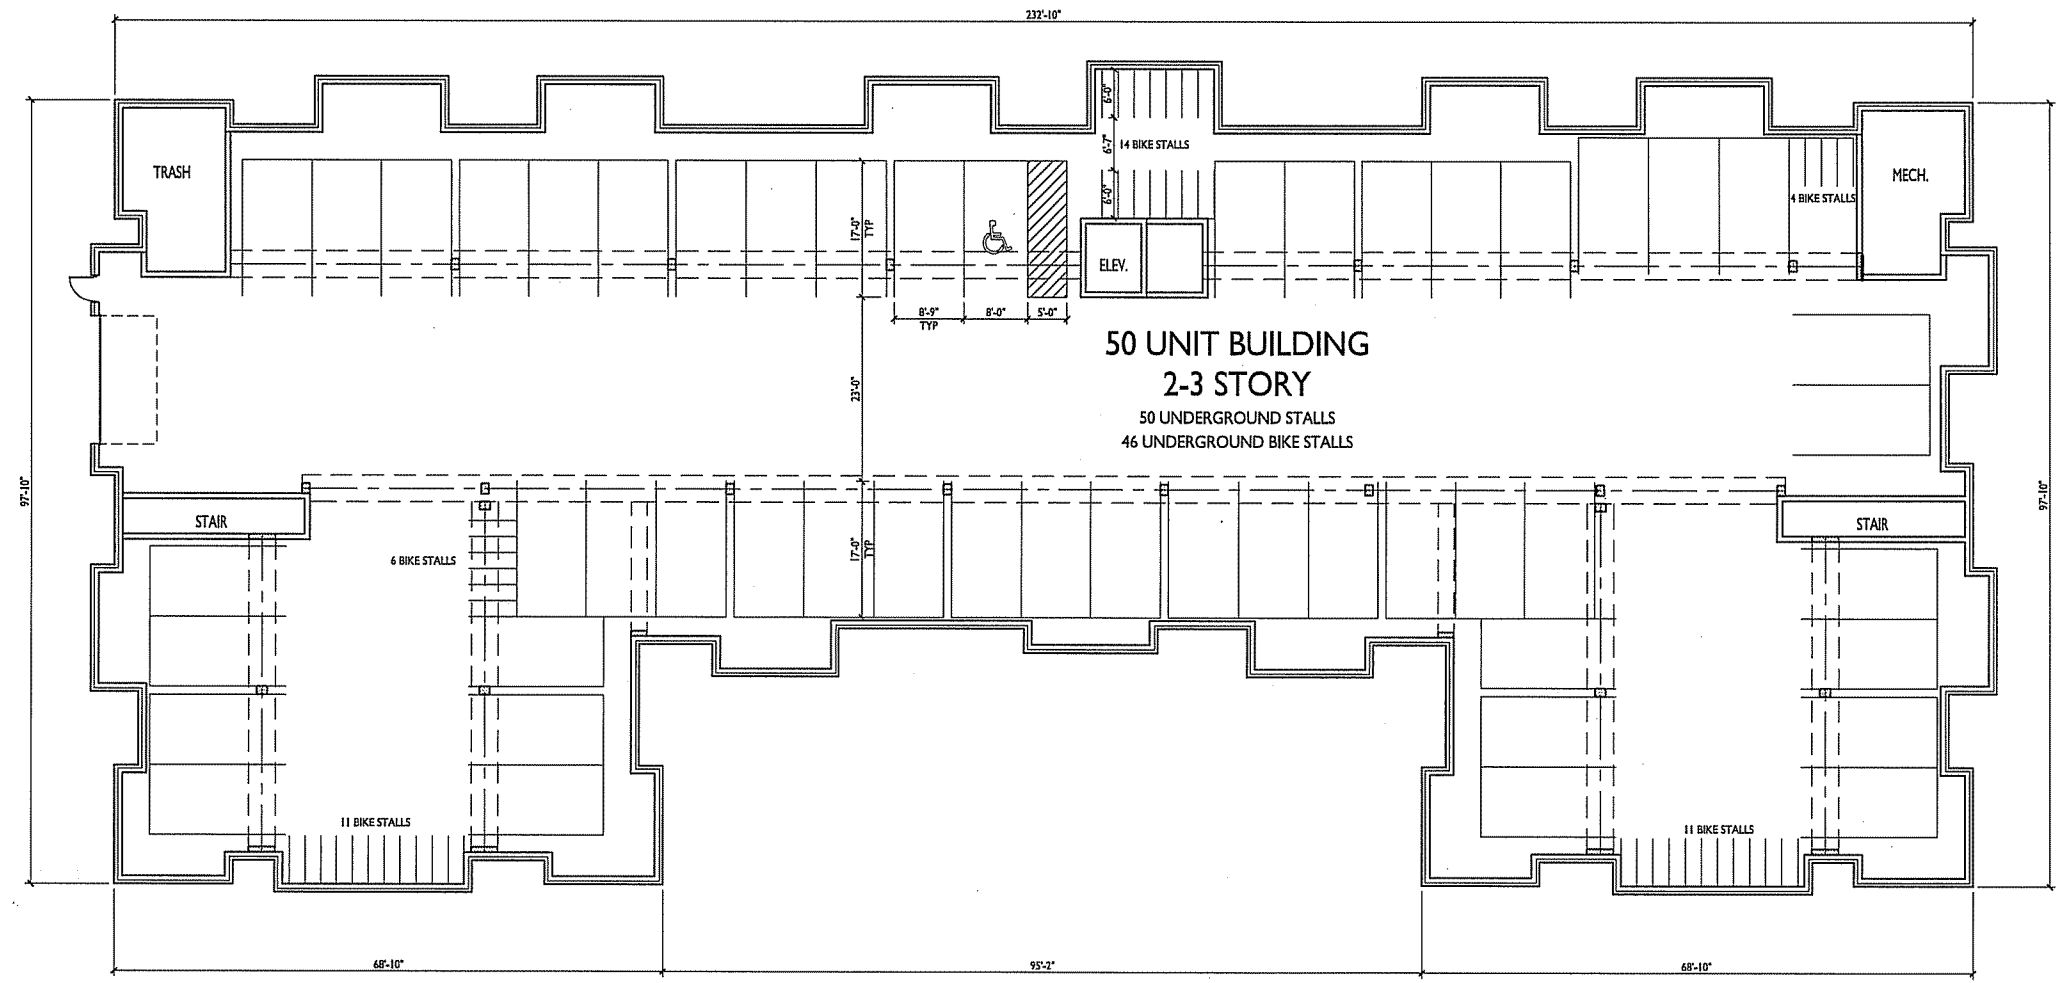 232'-10"
6'-0"
6'-7"
14 BIKE STALLS
6'-0"
TRASH
MECH.
4 BIKE STALLS
17'-0"
TYP
ELEV.
8'-9"
TYP
8'-0"
5'-0"
50 UNIT BUILDING
2-3 STORY
50 UNDERGROUND STALLS
46 UNDERGROUND BIKE STALLS
23'-0"
97'-10"
97'-10"
STAIR
STAIR
6 BIKE STALLS
17'-0"
TYP
11 BIKE STALLS
11 BIKE STALLS
68'-10"
95'-2"
68'-10"